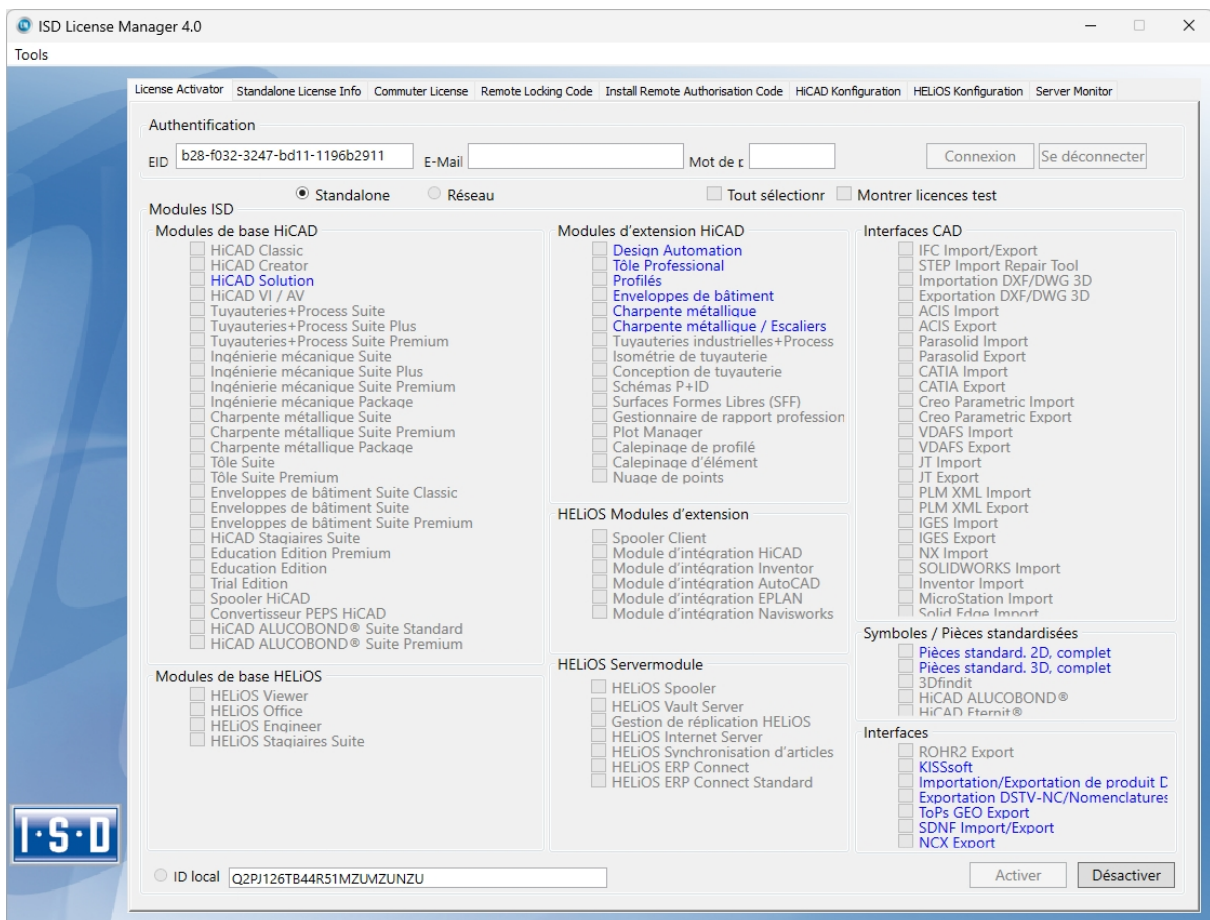 ISD License Manager 4.0
Tools
License Activator
Standalone License Info
Commuter License
Remote Locking Code
Install Remote Authorisation Code
HiCAD Konfiguration
HELiOS Konfiguration
Server Monitor
Authentification
EID b28-f032-3247-bd11-1196b2911
E-Mail
Mot de p
Connexion
Se déconnecter
Standalone
Réseau
Tout sélectionr
Montrer licences test
Modules ISD
Modules de base HiCAD
HiCAD Classic
HiCAD Creator
HiCAD Solution
HiCAD VI / AV
Tuyauteries+Process Suite
Tuyauteries+Process Suite Plus
Tuyauteries+Process Suite Premium
Ingénierie mécanique Suite
Ingénierie mécanique Suite Plus
Ingénierie mécanique Suite Premium
Ingénierie mécanique Package
Charpente métallique Suite
Charpente métallique Suite Premium
Charpente métallique Package
Tôle Suite
Tôle Suite Premium
Enveloppes de bâtiment Suite Classic
Enveloppes de bâtiment Suite
Enveloppes de bâtiment Suite Premium
HiCAD Stagiaires Suite
Education Edition Premium
Education Edition
Trial Edition
Spooler HiCAD
Convertisseur PEPS HiCAD
HiCAD ALUCOBOND® Suite Standard
HiCAD ALUCOBOND® Suite Premium
Modules de base HELiOS
HELiOS Viewer
HELiOS Office
HELiOS Engineer
HELiOS Stagiaires Suite
Modules d'extension HiCAD
Design Automation
Tôle Professional
Profilés
Enveloppes de bâtiment
Charpente métallique
Charpente métallique / Escaliers
Tuyauteries industrielles+Process
Isométrie de tuyauterie
Conception de tuyauterie
Schémas P+ID
Surfaces Formes Libres (SFF)
Gestionnaire de rapport profession
Plot Manager
Calepinage de profilé
Calepinage d'élément
Nuage de points
HELiOS Modules d'extension
Spooler Client
Module d'intégration HiCAD
Module d'intégration Inventor
Module d'intégration AutoCAD
Module d'intégration EPLAN
Module d'intégration Navisworks
HELiOS Servermodule
HELiOS Spooler
HELiOS Vault Server
Gestion de réplication HELiOS
HELiOS Internet Server
HELiOS Synchronisation d'articles
HELiOS ERP Connect
HELiOS ERP Connect Standard
Interfaces CAD
IFC Import/Export
STEP Import Repair Tool
Importation DXF/DWG 3D
Exportation DXF/DWG 3D
ACIS Import
ACIS Export
Parasolid Import
Parasolid Export
CATIA Import
CATIA Export
Creo Parametric Import
Creo Parametric Export
VDAFS Import
VDAFS Export
JT Import
JT Export
PLM XML Import
PLM XML Export
IGES Import
IGES Export
NX Import
SOLIDWORKS Import
Inventor Import
MicroStation Import
Solid Edge Import
Symboles / Pièces standardisées
Pièces standard. 2D, complet
Pièces standard. 3D, complet
3Dfindit
HiCAD ALUCOBOND®
HiCAD Eternit®
Interfaces
ROHR2 Export
KISSsoft
Importation/Exportation de produit D
Exportation DSTV-NC/Nomenclatures
ToPs GEO Export
SDNF Import/Export
NCX Export
I·S·D
ID local Q2PJ126TB44R51MZUMZUNZU
Activer
Désactiver